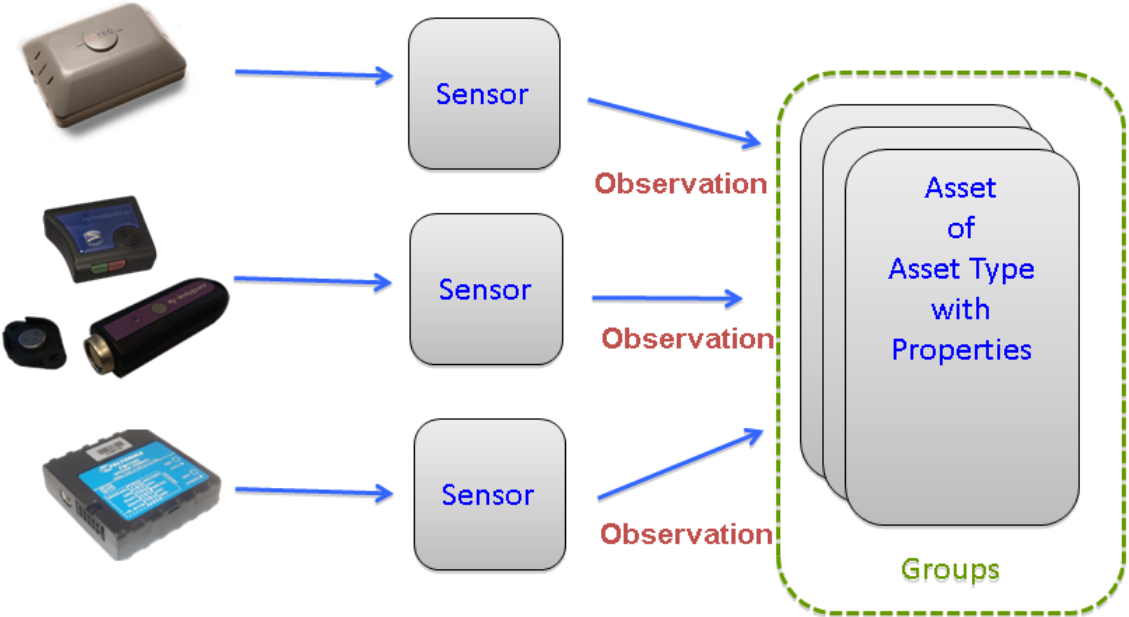 Sensor
Observation
Sensor
Observation
Sensor
Observation
Asset
of
Asset Type
with
Properties
Groups